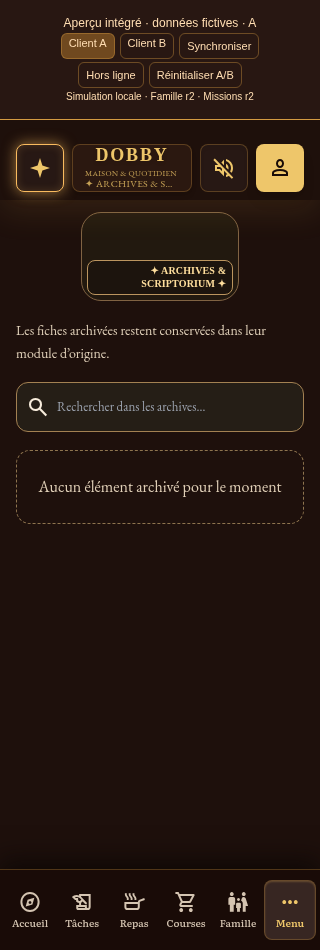 Aperçu intégré · données fictives · A
Client A
Client B
Synchroniser
Hors ligne
Réinitialiser A/B
Simulation locale · Famille r2 · Missions r2
DOBBY
MAISON & QUOTIDIEN
✦ ARCHIVES & S...
✦ ARCHIVES &
SCRIPTORIUM ✦
Les fiches archivées restent conservées dans leur
module d’origine.
Rechercher dans les archives...
Aucun élément archivé pour le moment
Accueil
Tâches
Repas
Courses
Famille
Menu